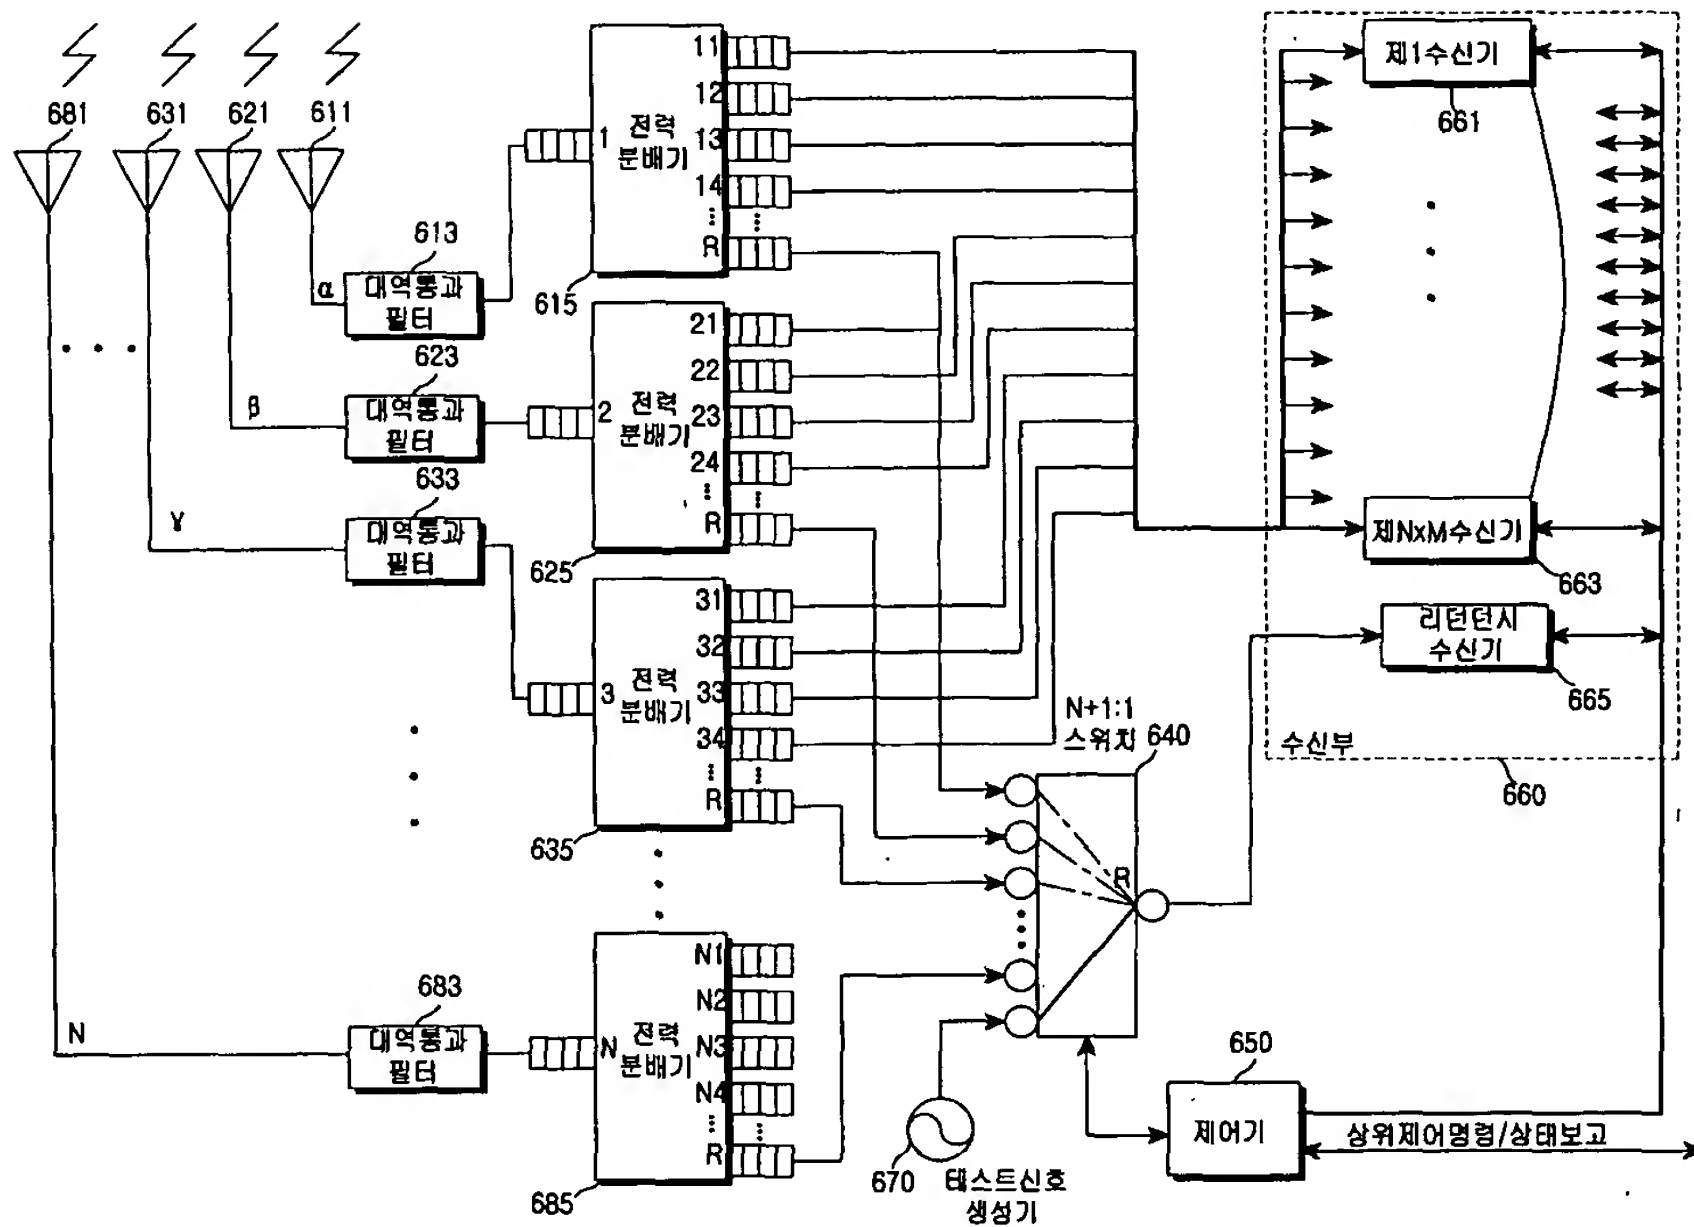 681
631
621
611
α
613
대역통과
필터
β
623
대역통과
필터
γ
633
대역통과
필터
N
683
대역통과
필터
1
전력
분배기
11
12
13
14
R
615
2
전력
분배기
21
22
23
24
R
625
3
전력
분배기
31
32
33
34
R
635
N
전력
분배기
N1
N2
N3
N4
R
685
N+1:1
스위치
640
R
670
테스트신호
생성기
650
제어기
상위제어명령/상태보고
제1수신기
661
제NxM수신기
663
리던던시
수신기
665
수신부
660